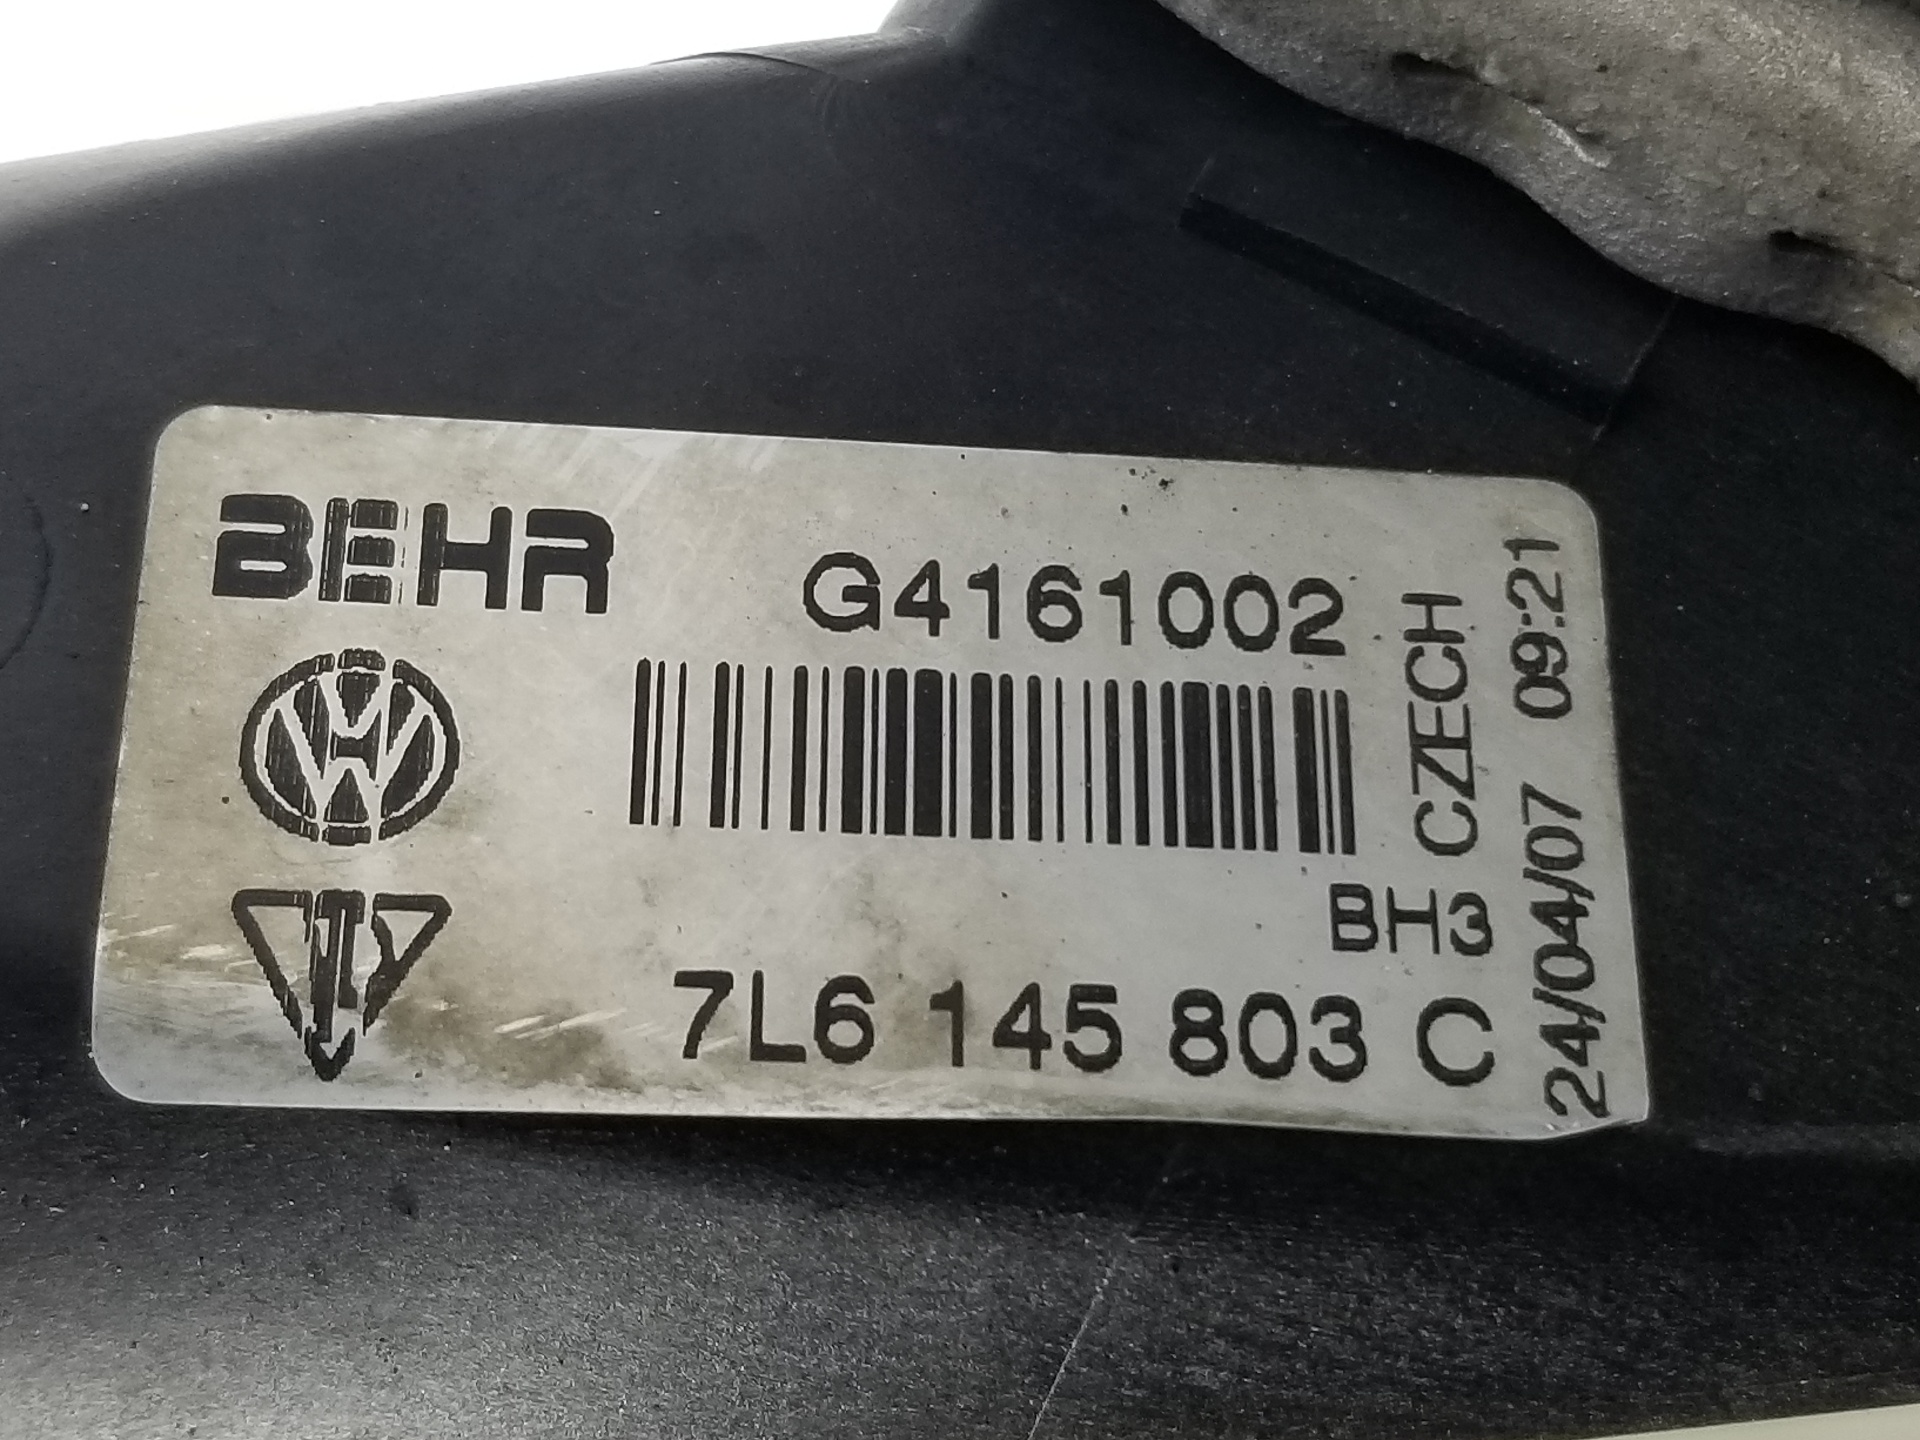 BEHR
G4161002
CZECH
24/04/07 09:21
BH3
7L6 145 803 C